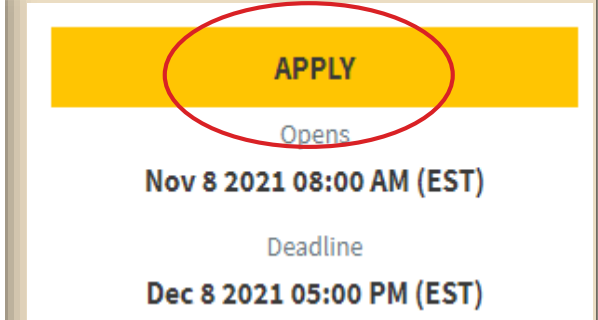 APPLY
Opens
Nov 8 2021 08:00 AM (EST)
Deadline
Dec 8 2021 05:00 PM (EST)